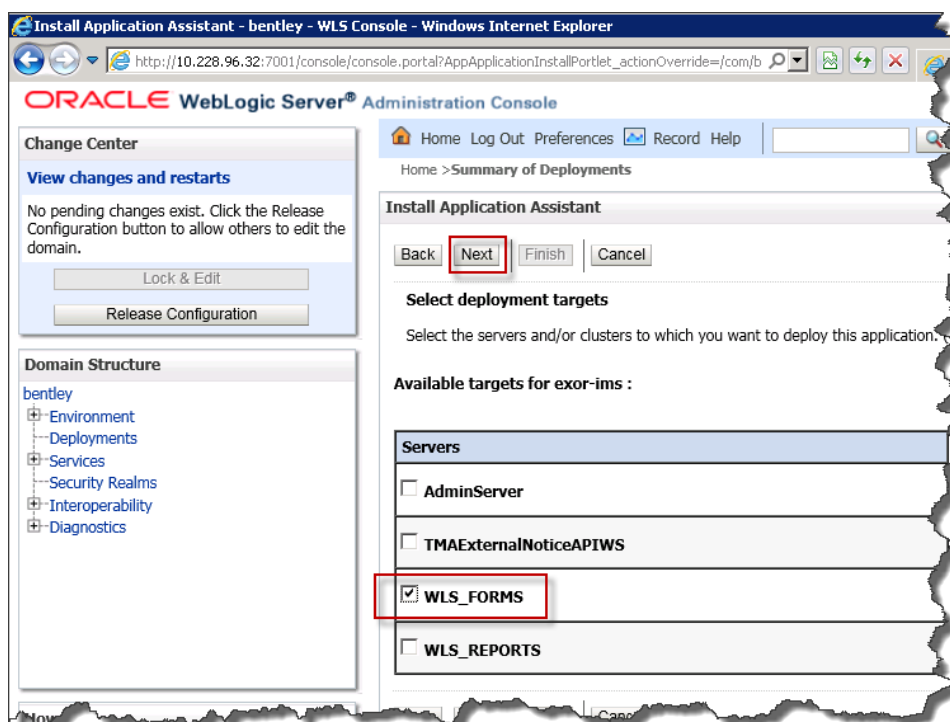 Install Application Assistant - bentley - WLS Console - Windows Internet Explorer
http://10.228.96.32:7001/console/console.portal?AppApplicationInstallPortlet_actionOverride=/com/b
ORACLE WebLogic Server® Administration Console
Change Center
View changes and restarts
No pending changes exist. Click the Release
Configuration button to allow others to edit the
domain.
Lock & Edit
Release Configuration
Domain Structure
bentley
Environment
Deployments
Services
Security Realms
Interoperability
Diagnostics
Home Log Out Preferences Record Help
Home >Summary of Deployments
Install Application Assistant
Back Next Finish Cancel
Select deployment targets
Select the servers and/or clusters to which you want to deploy this application.
Available targets for exor-ims :
Servers
AdminServer
TMAExternalNoticeAPIWS
WLS_FORMS
WLS_REPORTS